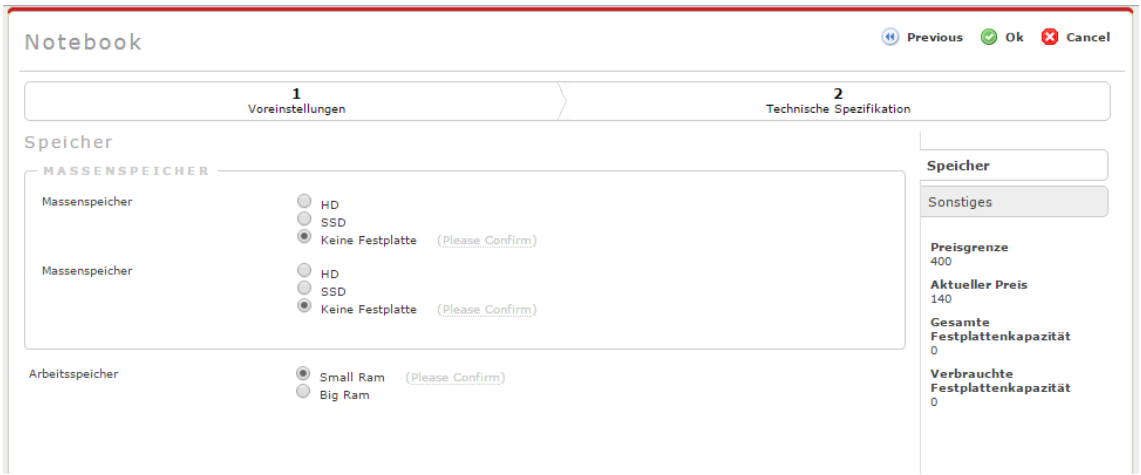 Notebook
Previous Ok Cancel
1
Voreinstellungen
2
Technische Spezifikation
Speicher
MASSENSPEICHER
Massenspeicher
HD
SSD
Keine Festplatte (Please Confirm)
Massenspeicher
HD
SSD
Keine Festplatte (Please Confirm)
Arbeitsspeicher
Small Ram (Please Confirm)
Big Ram
Speicher
Sonstiges
Preisgrenze
400
Aktueller Preis
140
Gesamte
Festplattenkapazität
0
Verbrauchte
Festplattenkapazität
0